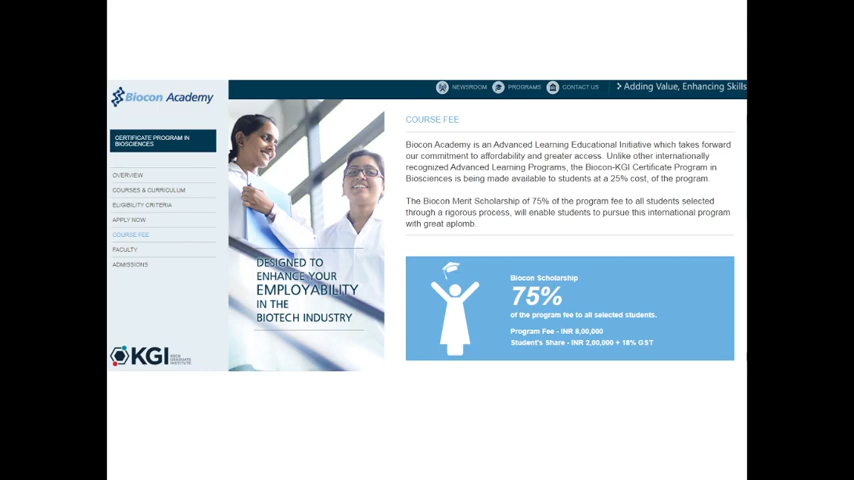 Biocon Academy
NEWSROOM
PROGRAMS
CONTACT US
Adding Value, Enhancing Skills
CERTIFICATE PROGRAM IN
BIOSCIENCES
OVERVIEW
COURSES & CURRICULUM
ELIGIBILITY CRITERIA
APPLY NOW
COURSE FEE
FACULTY
ADMISSIONS
KGI
DESIGNED TO
ENHANCE YOUR
EMPLOYABILITY
IN THE
BIOTECH INDUSTRY
COURSE FEE
Biocon Academy is an Advanced Learning Educational Initiative which takes forward
our commitment to affordability and greater access. Unlike other internationally
recognized Advanced Learning Programs, the Biocon-KGI Certificate Program in
Biosciences is being made available to students at a 25% cost, of the program.
The Biocon Merit Scholarship of 75% of the program fee to all students selected
through a rigorous process, will enable students to pursue this international program
with great aplomb.
Biocon Scholarship
75%
of the program fee to all selected students.
Program Fee - INR 8,00,000
Student's Share - INR 2,00,000 + 18% GST